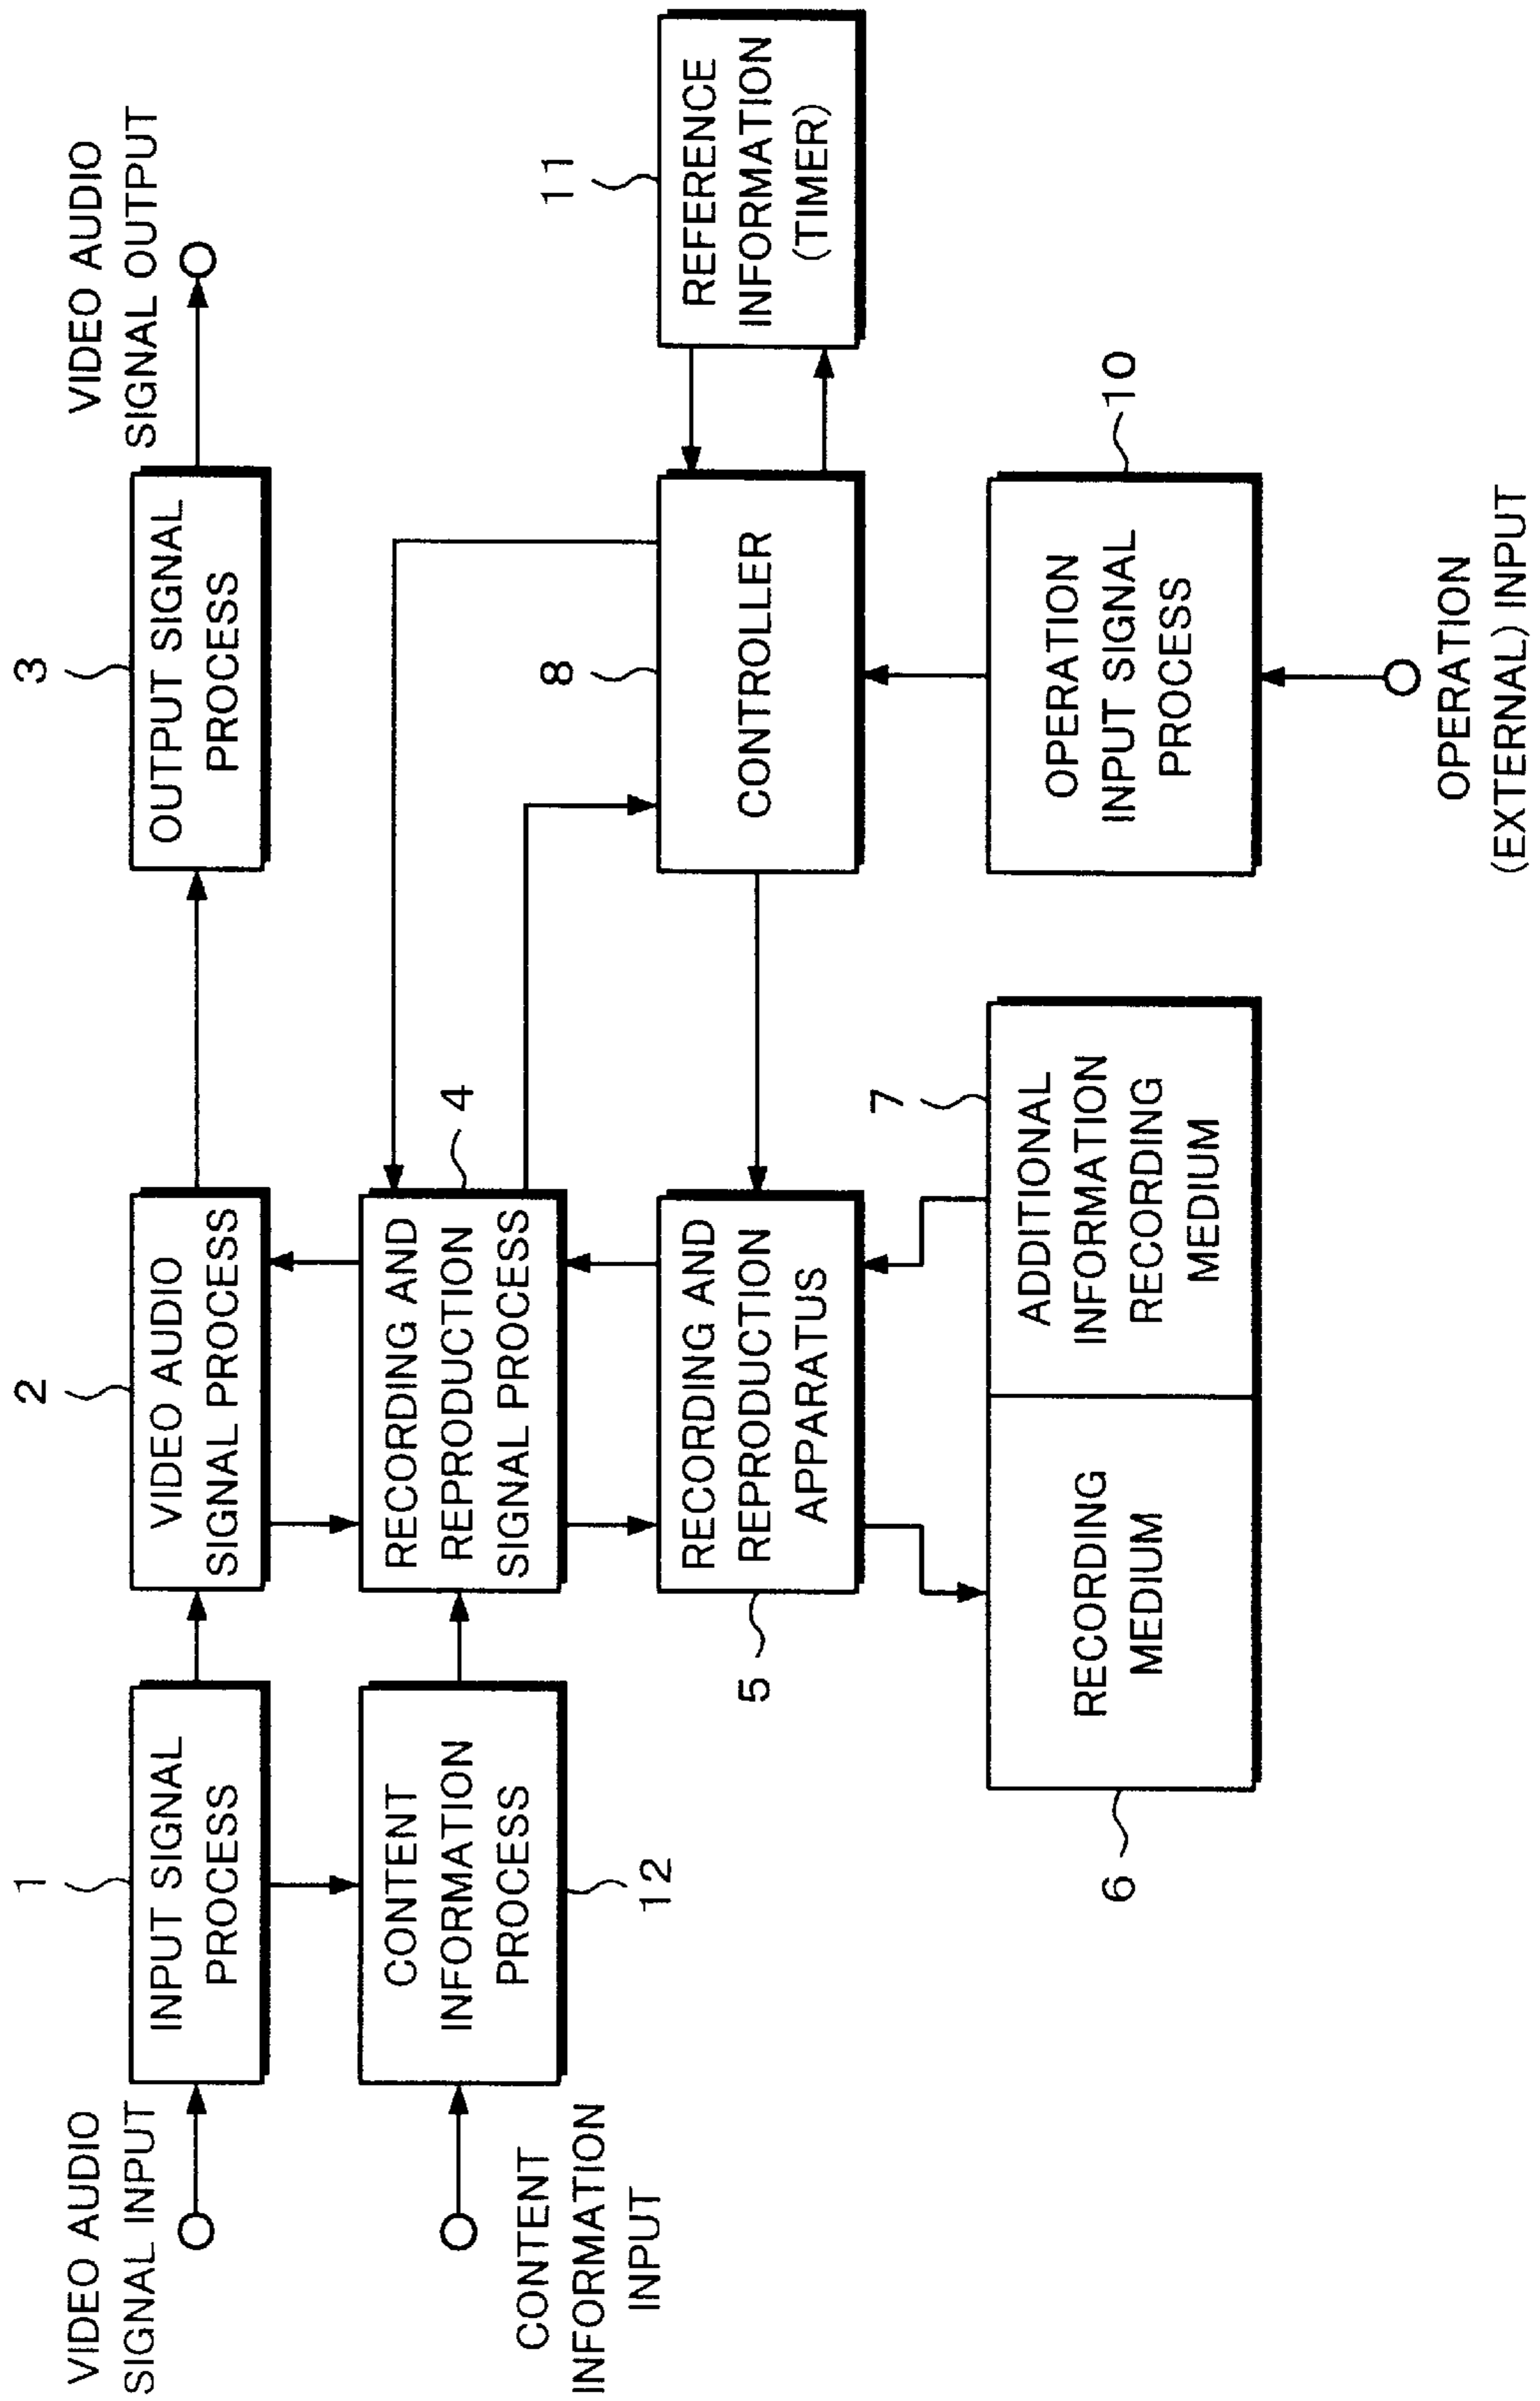 VIDEO AUDIO
SIGNAL INPUT
1
INPUT SIGNAL
PROCESS
2
VIDEO AUDIO
SIGNAL PROCESS
3
OUTPUT SIGNAL
PROCESS
VIDEO AUDIO
SIGNAL OUTPUT
CONTENT
INFORMATION
INPUT
CONTENT
INFORMATION
PROCESS
12
4
RECORDING AND
REPRODUCTION
SIGNAL PROCESS
5
RECORDING AND
REPRODUCTION
APPARATUS
8
CONTROLLER
11
REFERENCE
INFORMATION
(TIMER)
6
RECORDING
MEDIUM
7
ADDITIONAL
INFORMATION
RECORDING
MEDIUM
10
OPERATION
INPUT SIGNAL
PROCESS
OPERATION
(EXTERNAL) INPUT